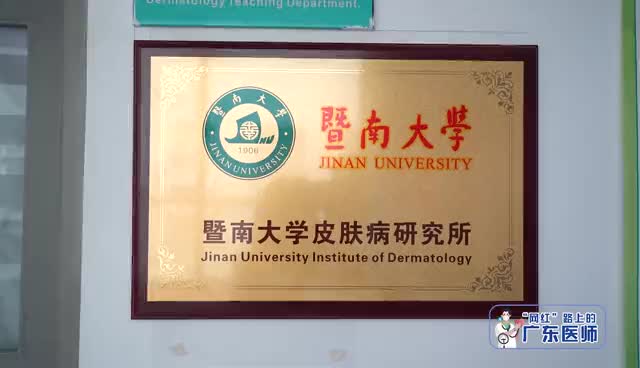 Dermatology Teaching Department.
暨南大學
JNU
1906
JINAN UNIVERSITY
暨南大學
JINAN UNIVERSITY
暨南大学皮肤病研究所
Jinan University Institute of Dermatology
“网红”路上的
广东医师